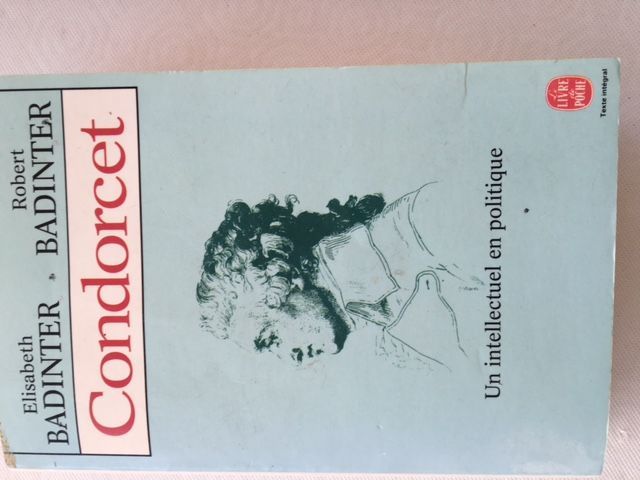 Elisabeth
BADINTER
Robert
BADINTER
Condorcet
Un intellectuel en politique
Le
LIVRE
de
POCHE
Texte intégral